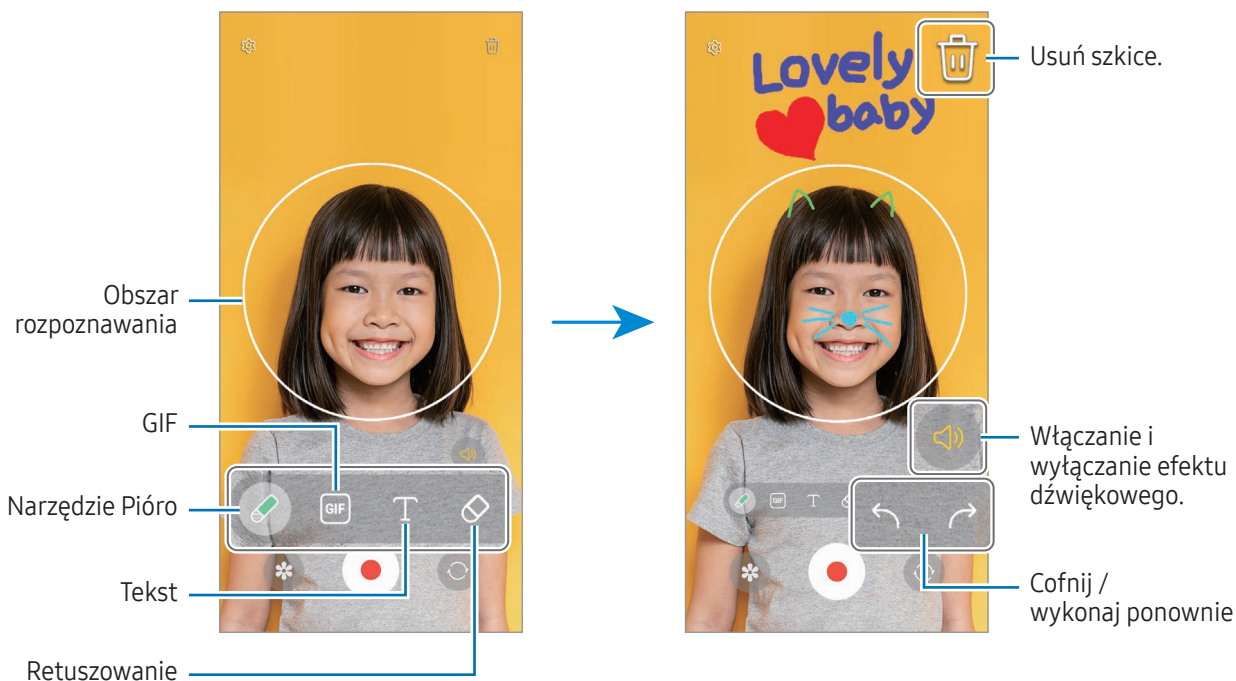 Obszar
rozpoznawania
GIF
Narzędzie Pióro
Tekst
Retuszowanie
GIF
T
Lovely
baby
GIF
T
Usuń szkice.
Włączanie i
wyłączanie efektu
dźwiękowego.
Cofnij /
wykonaj ponownie